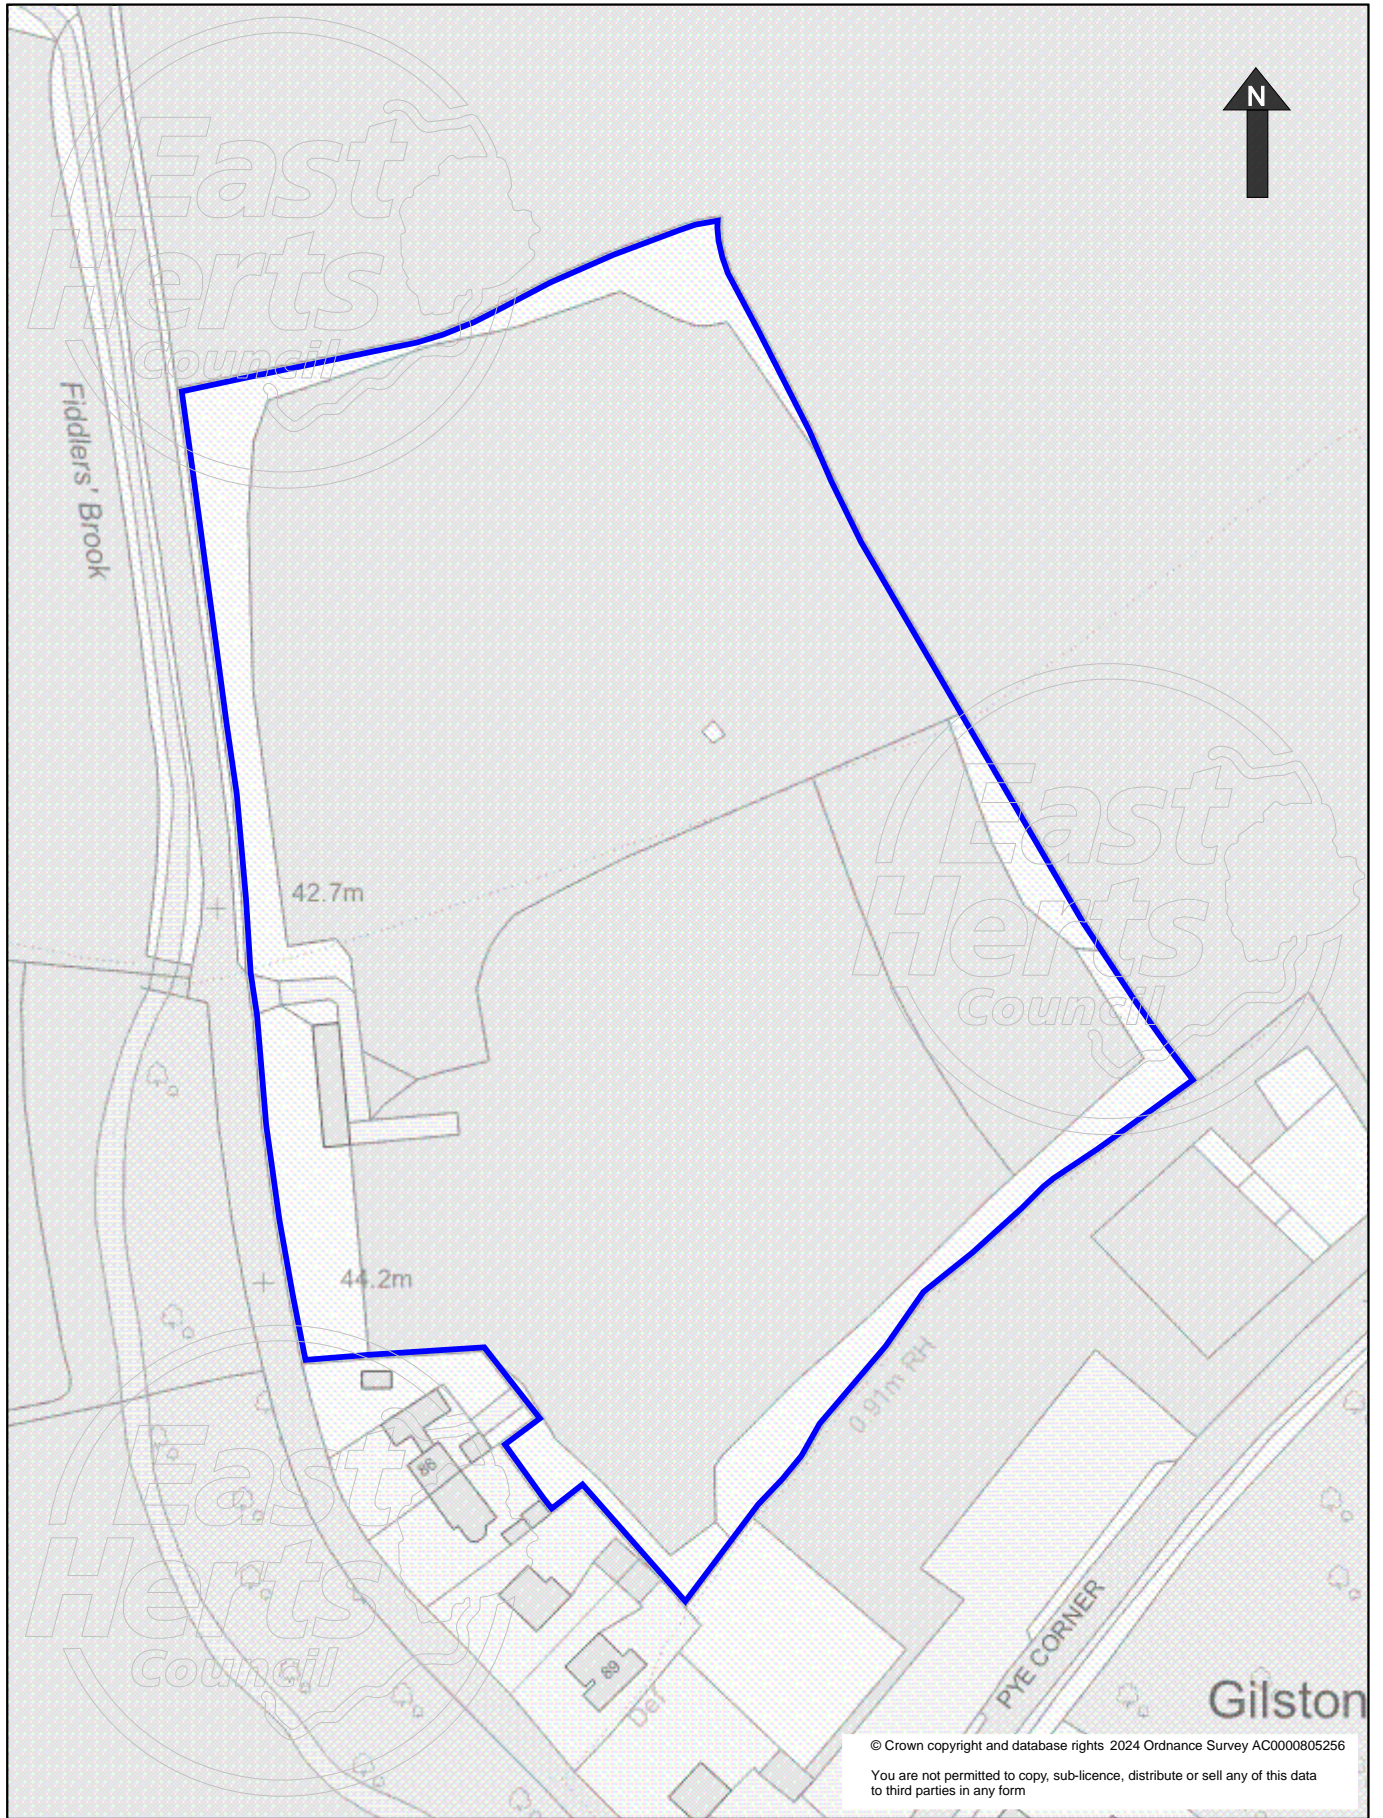 East
Herts
Council
N
Fiddlers' Brook
East
Herts
Council
42.7m
44.2m
0.91m RH
East
Herts
Council
86
89
Def
PYE CORNER
Gilston
© Crown copyright and database rights 2024 Ordnance Survey AC0000805256
You are not permitted to copy, sub-licence, distribute or sell any of this data
to third parties in any form